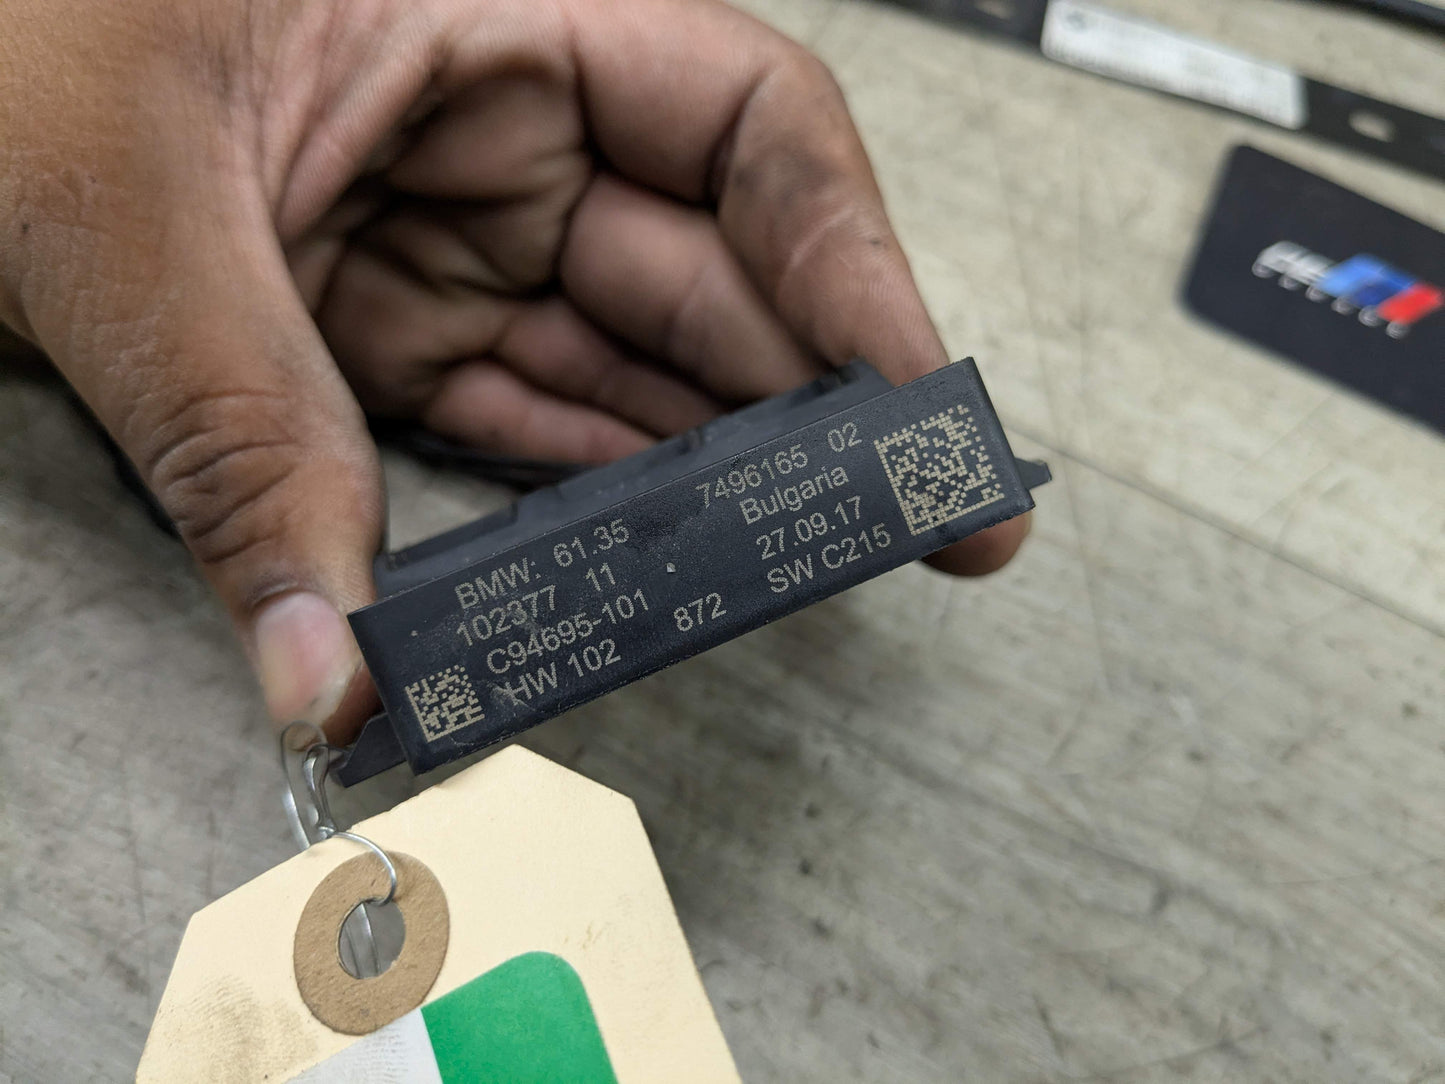 BMW: 61.35 7496165 02
102377 11 Bulgaria
C94695-101 27.09.17
HW 102 872 SW C215